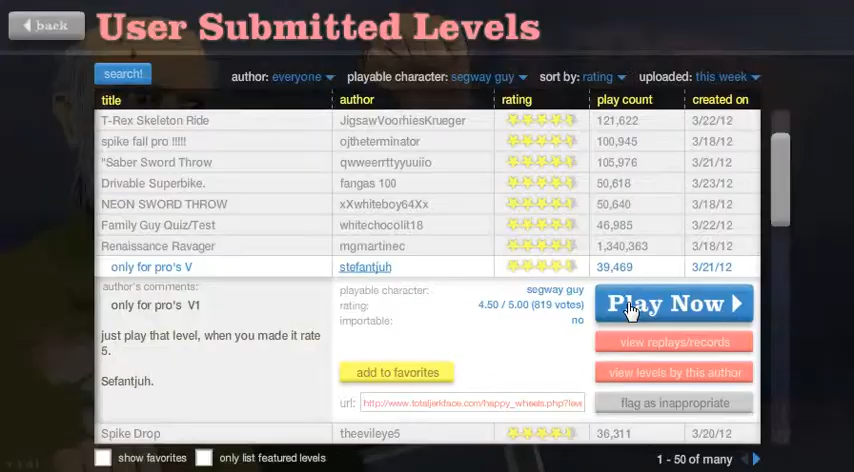 back
User Submitted Levels
search!
author: everyone playable character: segway guy sort by: rating uploaded: this week
title author rating play count created on
T-Rex Skeleton Ride JigsawVoorhiesKrueger 121,622 3/22/12
spike fall pro !!!!! ojtheterminator 100,945 3/18/12
"Saber Sword Throw qwweerrttyyuuiio 105,976 3/21/12
Drivable Superbike. fangas 100 50,618 3/23/12
NEON SWORD THROW xXwhiteboy64Xx 50,640 3/18/12
Family Guy Quiz/Test whitechocolit18 46,985 3/22/12
Renaissance Ravager mgmartinec 1,340,363 3/18/12
only for pro's V stefantjuh 39,469 3/21/12
author's comments:
only for pro's V1
just play that level, when you made it rate
5.
Sefantjuh.
playable character: segway guy
rating: 4.50 / 5.00 (819 votes)
importable: no
add to favorites
url: http://www.totaljerkface.com/happy_wheels.php?lev
Play Now
view replays/records
view levels by this author
flag as inappropriate
Spike Drop theevileye5 36,311 3/20/12
show favorites only list featured levels 1 - 50 of many